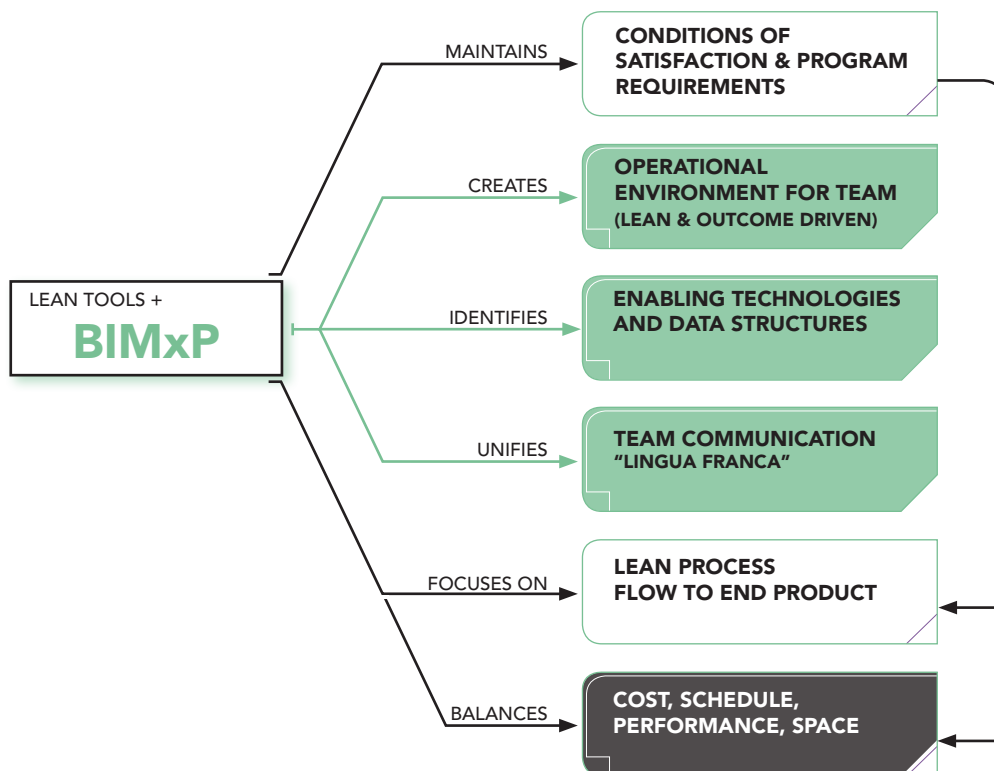 MAINTAINS
CONDITIONS OF
SATISFACTION & PROGRAM
REQUIREMENTS
CREATES
OPERATIONAL
ENVIRONMENT FOR TEAM
(LEAN & OUTCOME DRIVEN)
LEAN TOOLS +
BIMxP
IDENTIFIES
ENABLING TECHNOLOGIES
AND DATA STRUCTURES
UNIFIES
TEAM COMMUNICATION
“LINGUA FRANCA”
FOCUSES ON
LEAN PROCESS
FLOW TO END PRODUCT
BALANCES
COST, SCHEDULE,
PERFORMANCE, SPACE